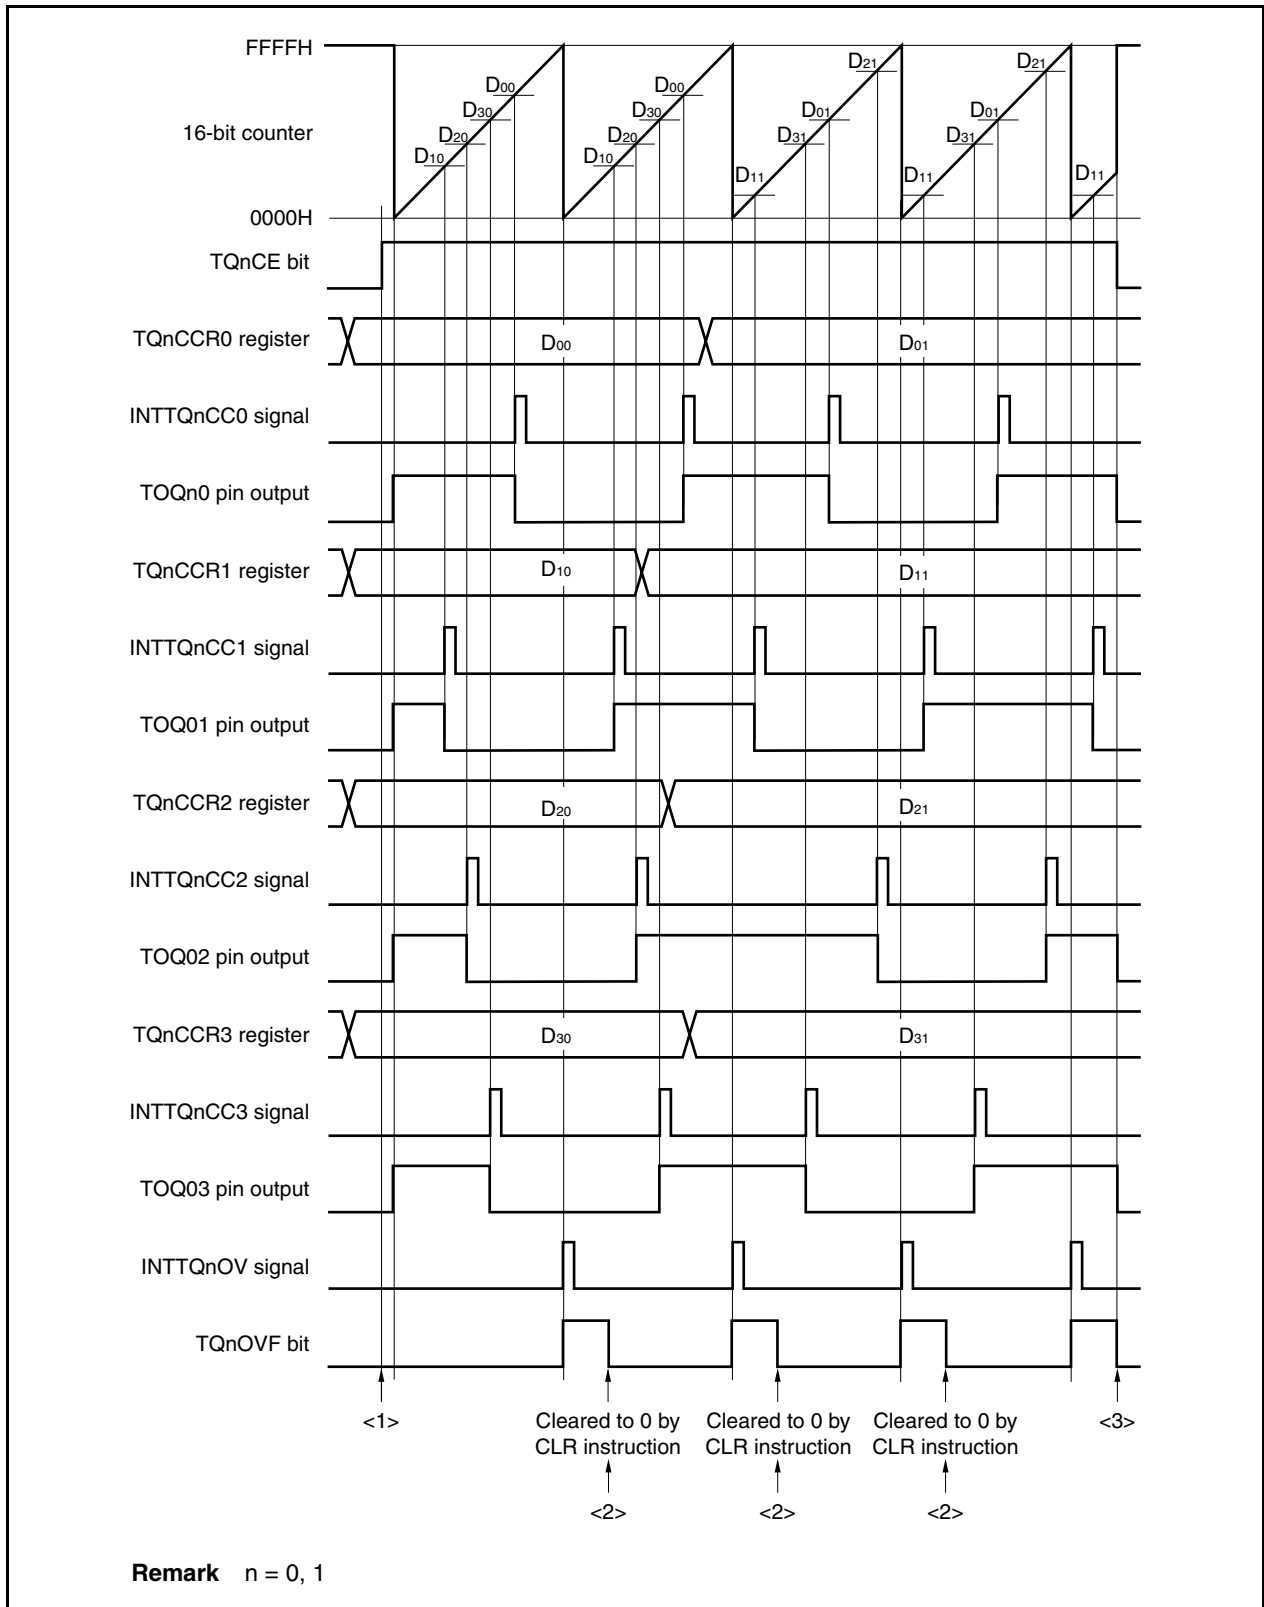 FFFFH
D21 D21
D00 D00
D30 D30 D01 D01
16-bit counter
D20 D20 D31 D31
D10 D10
D11 D11 D11
0000H
TQnCE bit
TQnCCR0 register
D00 D01
INTTQnCC0 signal
TOQn0 pin output
TQnCCR1 register
D10 D11
INTTQnCC1 signal
TOQ01 pin output
TQnCCR2 register
D20 D21
INTTQnCC2 signal
TOQ02 pin output
TQnCCR3 register
D30 D31
INTTQnCC3 signal
TOQ03 pin output
INTTQnOV signal
TQnOVF bit
<1>
Cleared to 0 by
CLR instruction
<2>
Cleared to 0 by
CLR instruction
<2>
Cleared to 0 by
CLR instruction
<2>
<3>
Remark n = 0, 1